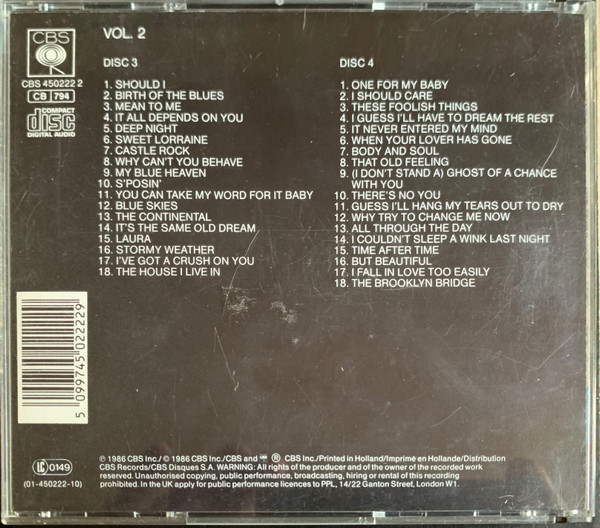 CBS
VOL. 2
CBS 450222 2
CB 794
COMPACT
disc
DIGITAL AUDIO
DISC 3
1. SHOULD I
2. BIRTH OF THE BLUES
3. MEAN TO ME
4. IT ALL DEPENDS ON YOU
5. DEEP NIGHT
6. SWEET LORRAINE
7. CASTLE ROCK
8. WHY CAN'T YOU BEHAVE
9. MY BLUE HEAVEN
10. S'POSIN'
11. YOU CAN TAKE MY WORD FOR IT BABY
12. BLUE SKIES
13. THE CONTINENTAL
14. IT'S THE SAME OLD DREAM
15. LAURA
16. STORMY WEATHER
17. I'VE GOT A CRUSH ON YOU
18. THE HOUSE I LIVE IN
DISC 4
1. ONE FOR MY BABY
2. I SHOULD CARE
3. THESE FOOLISH THINGS
4. I GUESS I'LL HAVE TO DREAM THE REST
5. IT NEVER ENTERED MY MIND
6. WHEN YOUR LOVER HAS GONE
7. BODY AND SOUL
8. THAT OLD FEELING
9. (I DON'T STAND A) GHOST OF A CHANCE
WITH YOU
10. THERE'S NO YOU
11. GUESS I'LL HANG MY TEARS OUT TO DRY
12. WHY TRY TO CHANGE ME NOW
13. ALL THROUGH THE DAY
14. I COULDN'T SLEEP A WINK LAST NIGHT
15. TIME AFTER TIME
16. BUT BEAUTIFUL
17. I FALL IN LOVE TOO EASILY
18. THE BROOKLYN BRIDGE
5 099745 022229
LC 0149
(01-450222-10)
℗ 1986 CBS Inc./ © 1986 CBS Inc./CBS and ® CBS Inc./Printed in Holland/Imprimé en Hollande/Distribution
CBS Records/CBS Disques S.A. WARNING: All rights of the producer and of the owner of the recorded work
reserved. Unauthorised copying, public performance, broadcasting, hiring or rental of this recording
prohibited. In the UK apply for public performance licences to PPL, 14/22 Ganton Street, London W1.